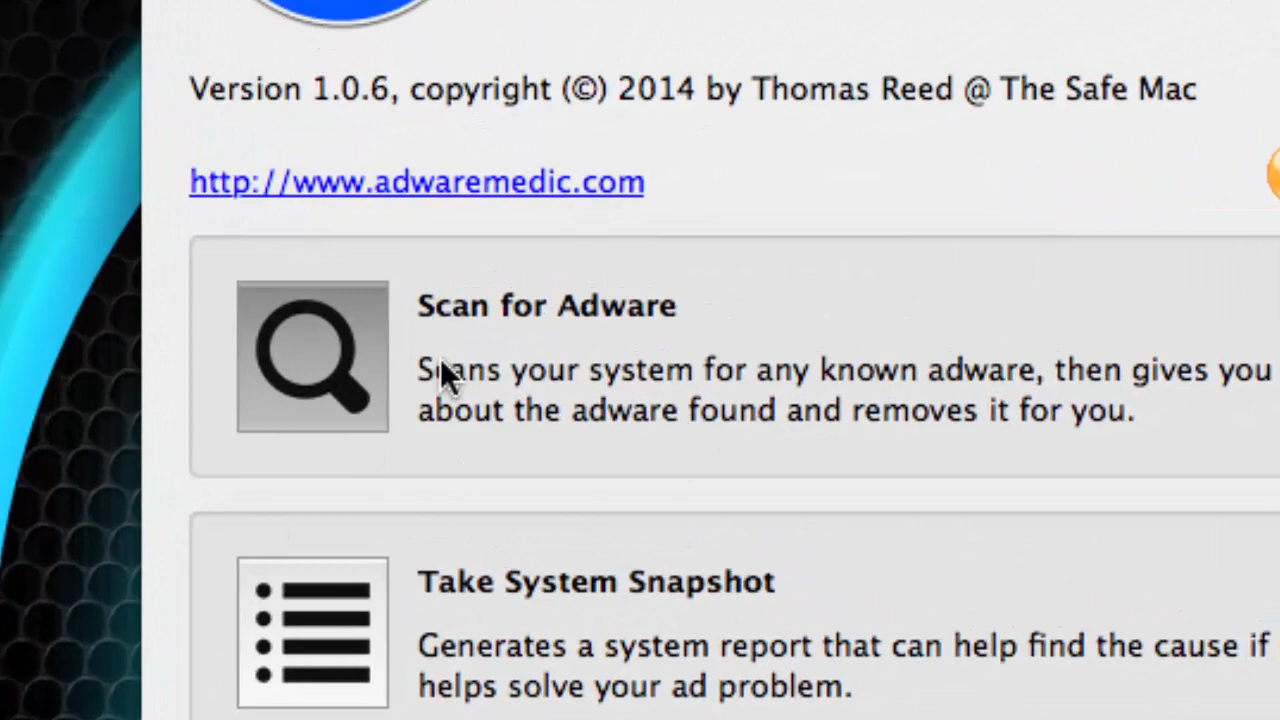 Version 1.0.6, copyright (©) 2014 by Thomas Reed @ The Safe Mac
http://www.adwaremedic.com
Scan for Adware
Scans your system for any known adware, then gives you
about the adware found and removes it for you.
Take System Snapshot
Generates a system report that can help find the cause if
helps solve your ad problem.